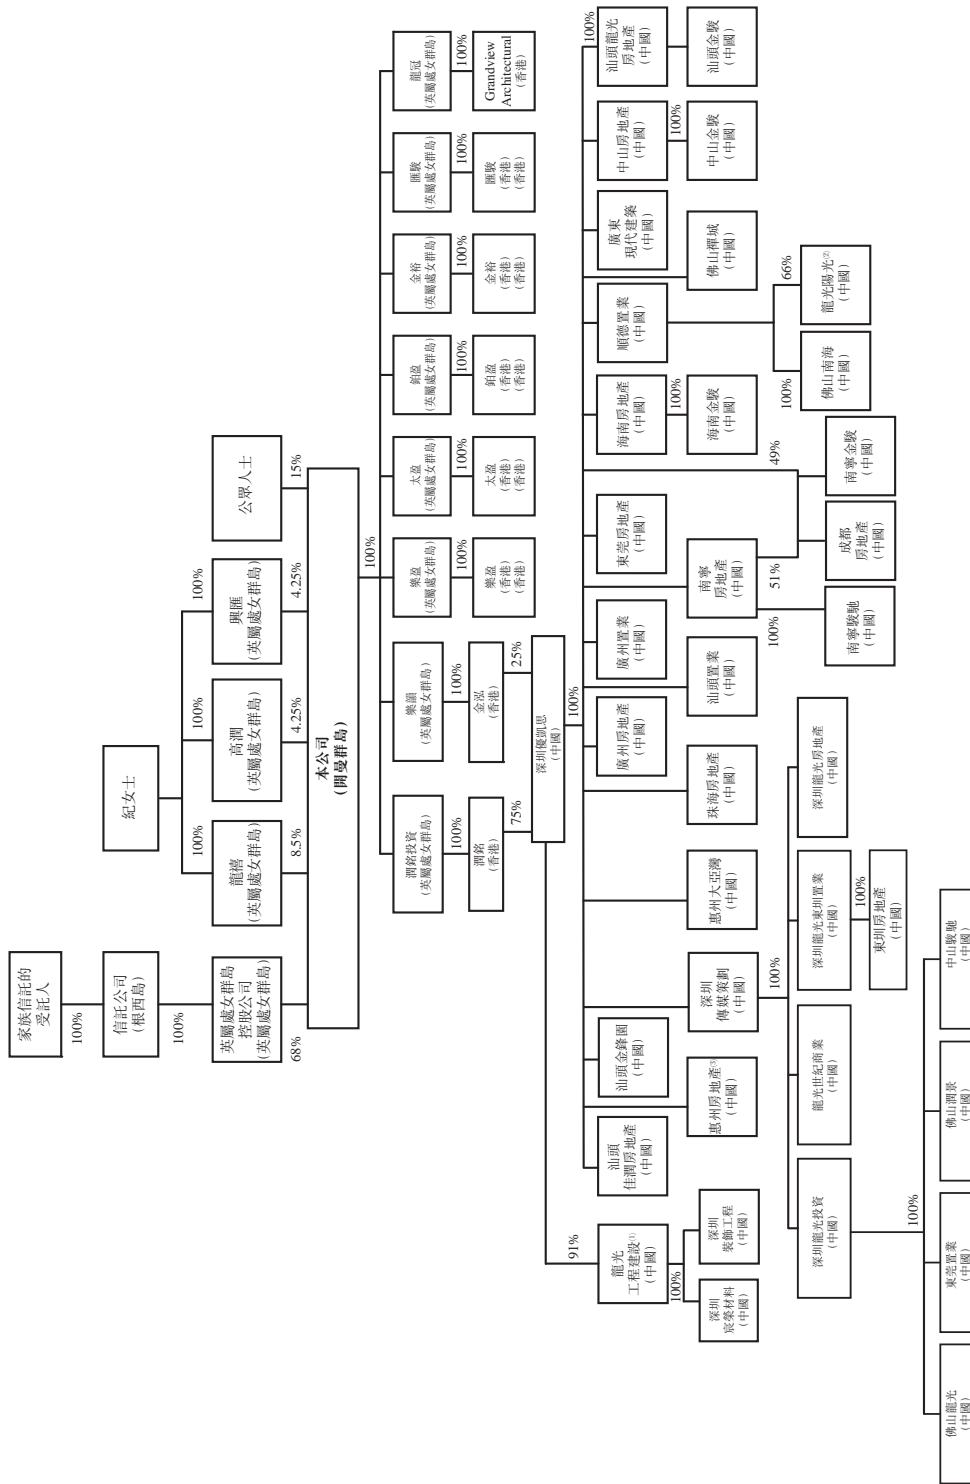 家族信託的
受託人
100%
信託公司
（根西島）
100%
英屬處女群島
控股公司
（英屬處女群島）
68%
紀女士
100%
100%
100%
龍禧
（英屬處女群島）
高潤
（英屬處女群島）
興匯
（英屬處女群島）
公眾人士
8.5%
4.25%
4.25%
15%
本公司
（開曼群島）
100%
潤銘投資
（英屬處女群島）
樂韻
（英屬處女群島）
樂盈
（英屬處女群島）
太盈
（英屬處女群島）
鉑盈
（英屬處女群島）
金裕
（英屬處女群島）
匯駿
（英屬處女群島）
龍冠
（英屬處女群島）
100%
100%
100%
100%
100%
100%
100%
100%
潤銘
（香港）
金泓
（香港）
樂盈
（香港）
（香港）
太盈
（香港）
（香港）
鉑盈
（香港）
（香港）
金裕
（香港）
（香港）
匯駿
（香港）
（香港）
Grandview
Architectural
（香港）
75%
25%
深圳優凱思
（中國）
91%
100%
100%
龍光
工程建設(1)
（中國）
汕頭
佳潤房地產
（中國）
汕頭金鋒園
（中國）
廣州房地產
（中國）
廣州置業
（中國）
東莞房地產
（中國）
海南房地產
（中國）
順德置業
（中國）
廣東
現代建築
（中國）
中山房地產
（中國）
汕頭龍光
房地產
（中國）
100%
49%
100%
100%
深圳
宸榮材料
（中國）
深圳
裝飾工程
（中國）
惠州房地產(3)
（中國）
深圳
傳媒策劃
（中國）
惠州大亞灣
（中國）
珠海房地產
（中國）
汕頭置業
（中國）
南寧
房地產
（中國）
海南金駿
（中國）
佛山禪城
（中國）
中山金駿
（中國）
汕頭金駿
（中國）
100%
100%
51%
100%
66%
深圳龍光投資
（中國）
龍光世紀商業
（中國）
深圳龍光東圳置業
（中國）
深圳龍光房地產
（中國）
南寧駿馳
（中國）
成都
房地產
（中國）
南寧金駿
（中國）
佛山南海
（中國）
龍光陽光(2)
（中國）
100%
東圳房地產
（中國）
100%
佛山龍光
（中國）
東莞置業
（中國）
佛山潤景
（中國）
中山駿馳
（中國）